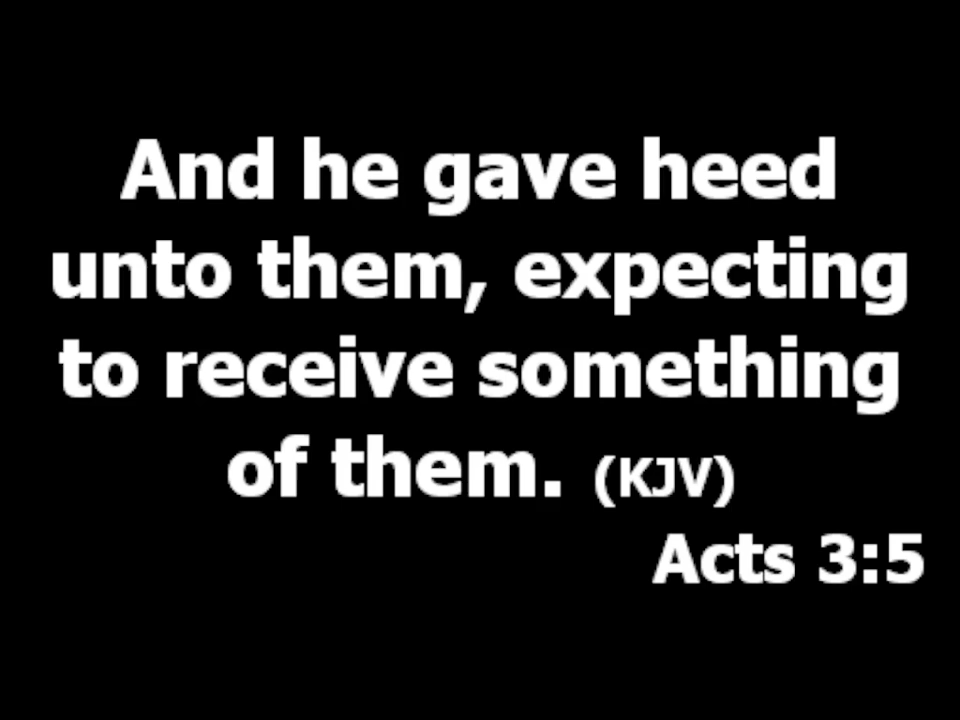 And he gave heed
unto them, expecting
to receive something
of them. (KJV)
Acts 3:5